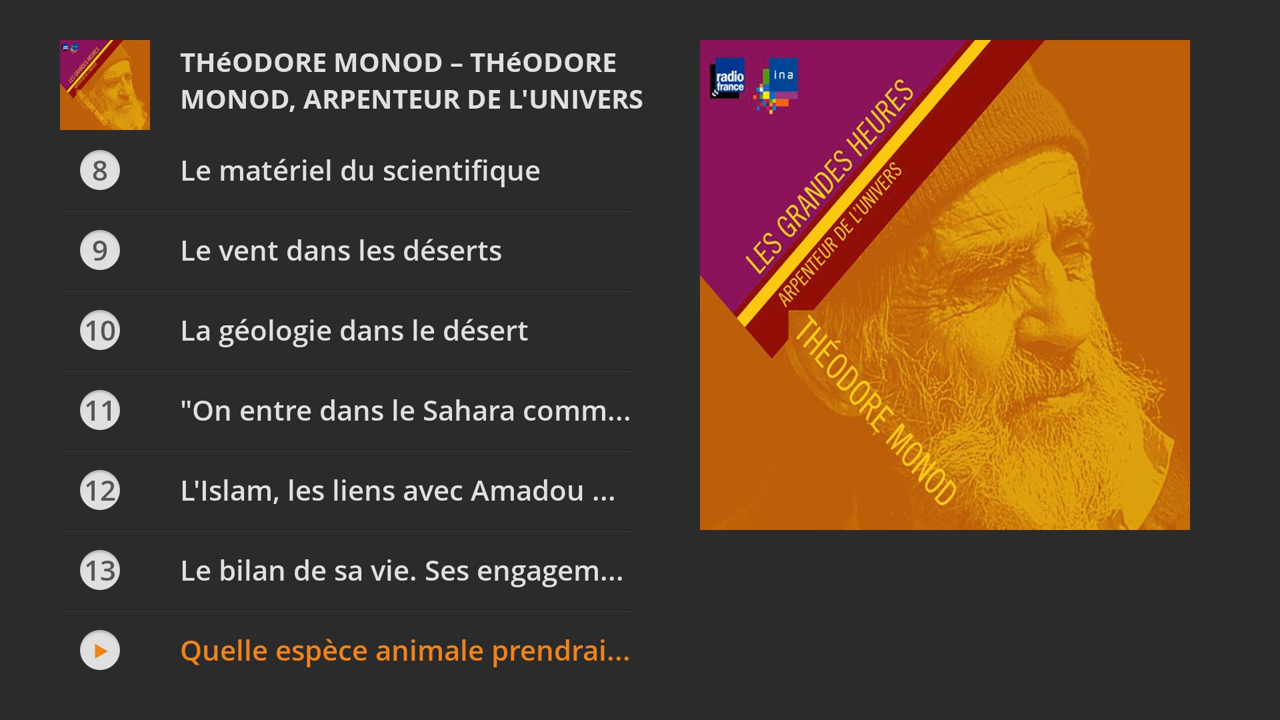 THéODORE MONOD – THéODORE
MONOD, ARPENTEUR DE L'UNIVERS
8 Le matériel du scientifique
9 Le vent dans les déserts
10 La géologie dans le désert
11 "On entre dans le Sahara comm...
12 L'Islam, les liens avec Amadou ...
13 Le bilan de sa vie. Ses engagem...
Quelle espèce animale prendrai...
radio
france
ina
LES GRANDES HEURES
ARPENTEUR DE L'UNIVERS
THÉODORE MONOD